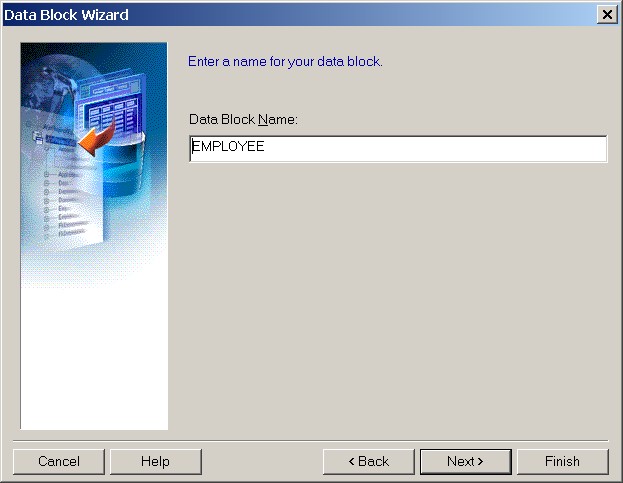 Data Block Wizard
Enter a name for your data block.
Data Block Name:
EMPLOYEE
Cancel
Help
< Back
Next >
Finish